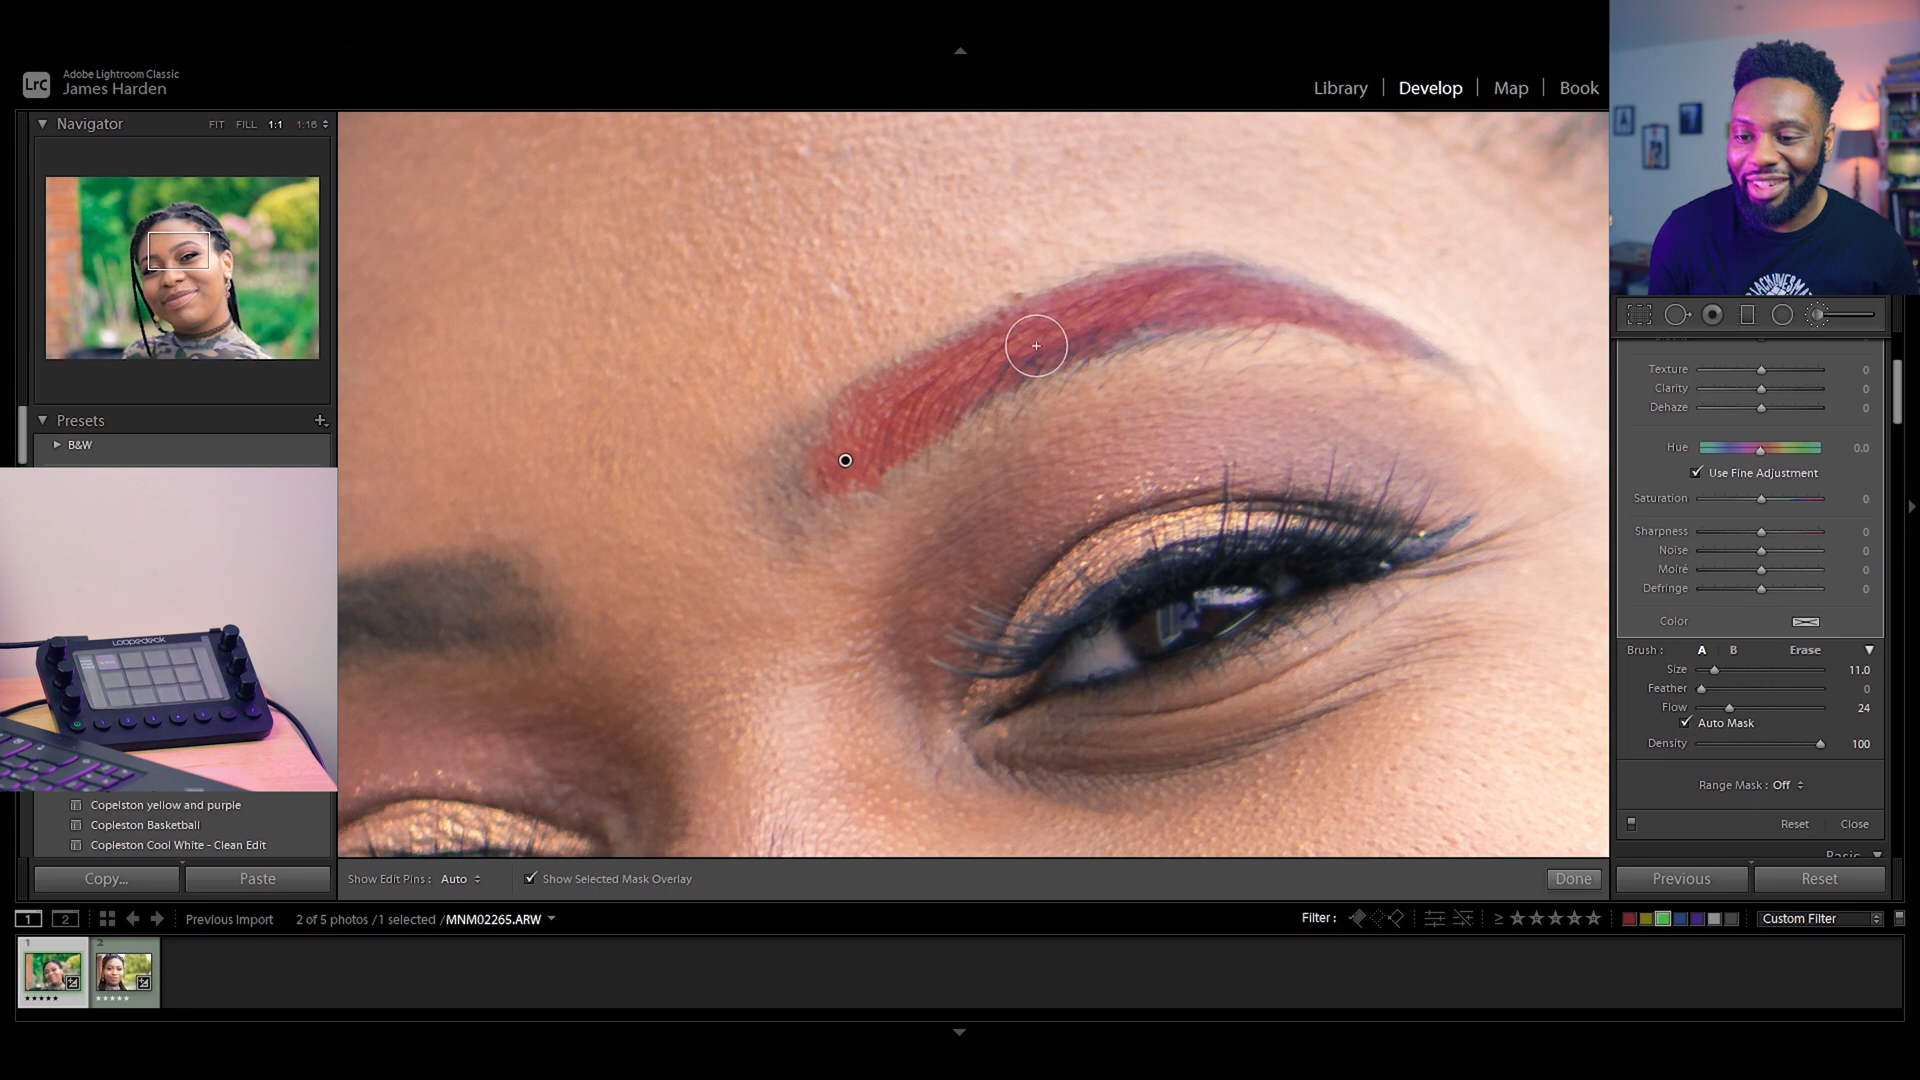 Adobe Lightroom Classic
LrC
James Harden
Library | Develop | Map | Book
Navigator FIT FILL 1:1 1:16
Presets
B&W
loupedeck
Copelston yellow and purple
Copleston Basketball
Copleston Cool White - Clean Edit
Copy... Paste
Show Edit Pins : Auto Show Selected Mask Overlay Done
Texture 0
Clarity 0
Dehaze 0
Hue 0.0
Use Fine Adjustment
Saturation 0
Sharpness 0
Noise 0
Moiré 0
Defringe 0
Color
Brush : A B Erase
Size 11.0
Feather 0
Flow 24
Auto Mask
Density 100
Range Mask : Off
Reset Close
Basic
Previous Reset
1 2 Previous Import 2 of 5 photos /1 selected /MNM02265.ARW Filter : ≥ Custom Filter
1 2